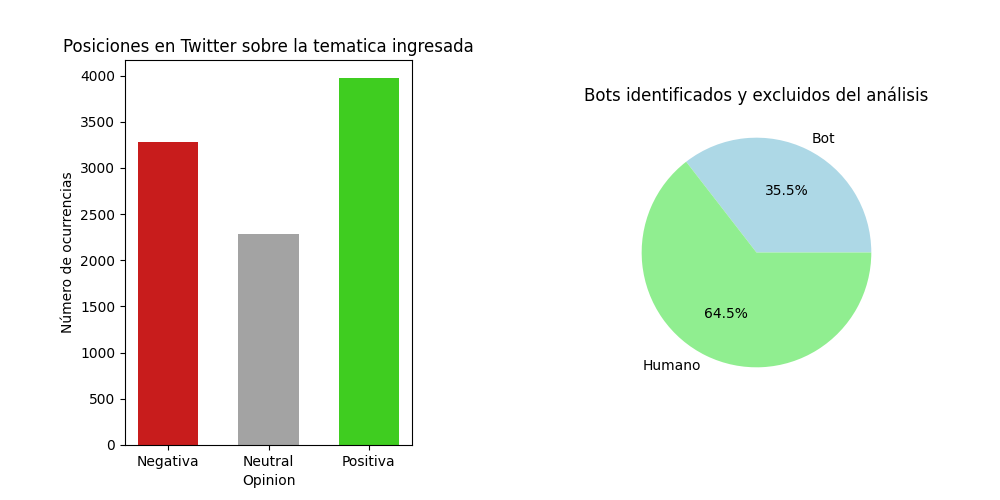 Posiciones en Twitter sobre la tematica ingresada
Número de ocurrencias
4000
3500
3000
2500
2000
1500
1000
500
0
Negativa
Neutral
Positiva
Opinion
Bots identificados y excluidos del análisis
Bot
35.5%
64.5%
Humano